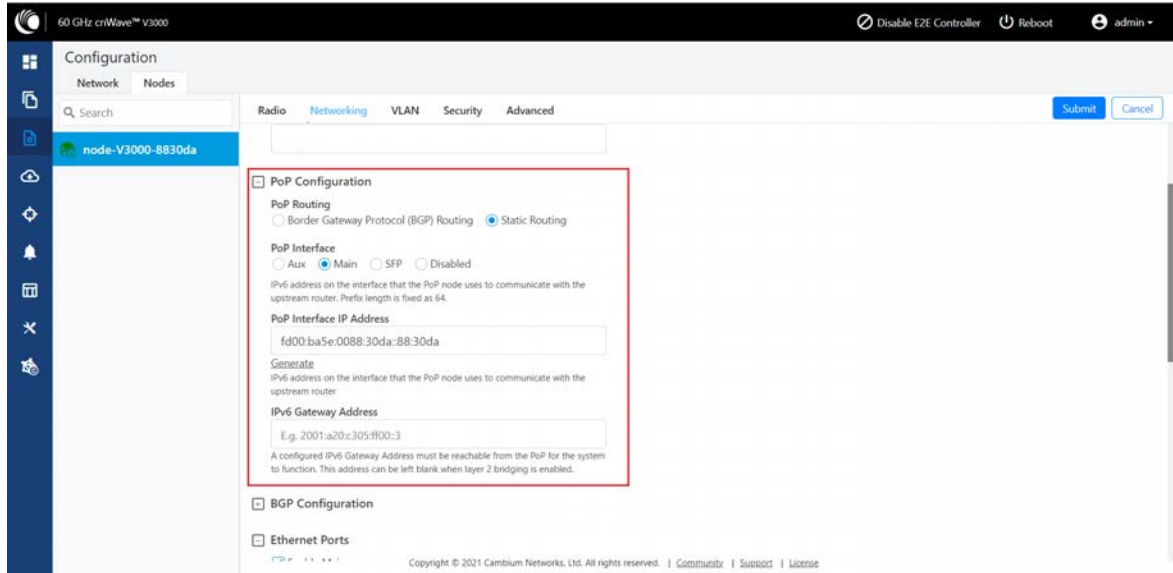 60 GHz cnWave™ V3000
Disable E2E Controller
Reboot
admin
Configuration
Network Nodes
Search
node-V3000-8830da
Radio Networking VLAN Security Advanced
Submit Cancel
PoP Configuration
PoP Routing
Border Gateway Protocol (BGP) Routing Static Routing
PoP Interface
Aux Main SFP Disabled
IPv6 address on the interface that the PoP node uses to communicate with the
upstream router. Prefix length is fixed as 64.
PoP Interface IP Address
fd00:ba5e:0088:30da::88:30da
Generate
IPv6 address on the interface that the PoP node uses to communicate with the
upstream router
IPv6 Gateway Address
E.g. 2001:a20:c305:ff00::3
A configured IPv6 Gateway Address must be reachable from the PoP for the system
to function. This address can be left blank when layer 2 bridging is enabled.
BGP Configuration
Ethernet Ports
Copyright © 2021 Cambium Networks, Ltd. All rights reserved. | Community | Support | License